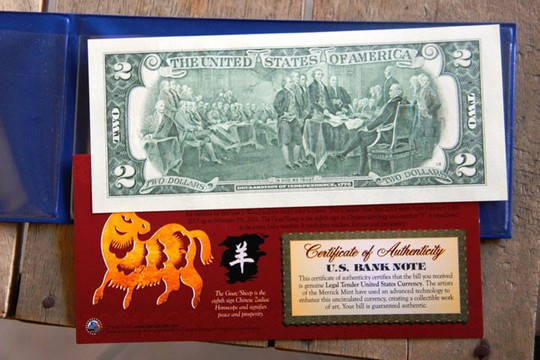 THE UNITED STATES OF AMERICA
2
2
TWO
TWO
IN GOD WE TRUST
2
2
TWO DOLLARS
DECLARATION OF INDEPENDENCE, 1776
TWO DOLLARS
羊
The Goat/Sheep is the
eighth sign Chinese Zodiac
Horoscope and signifies
peace and prosperity.
Certificate of Authenticity
U.S. BANK NOTE
This certificate of authenticity certifies that the bill you received
is genuine Legal Tender United States Currency. The artists
of the Merrick Mint have used an advanced technology to
enhance this uncirculated currency, creating a collectible work
of art. Your bill is guaranteed authentic.